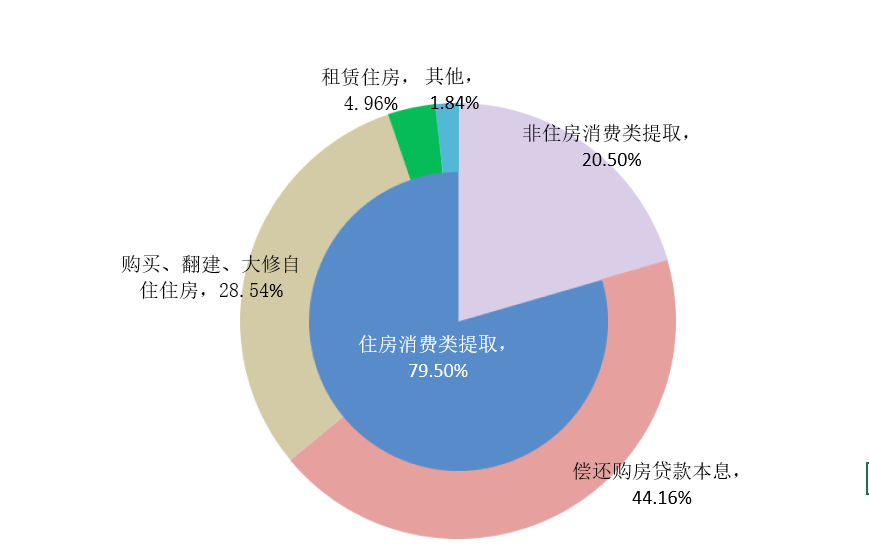 租赁住房，
4.96%
其他，
1.84%
非住房消费类提取，
20.50%
购买、翻建、大修自
住住房，28.54%
住房消费类提取，
79.50%
偿还购房贷款本息，
44.16%